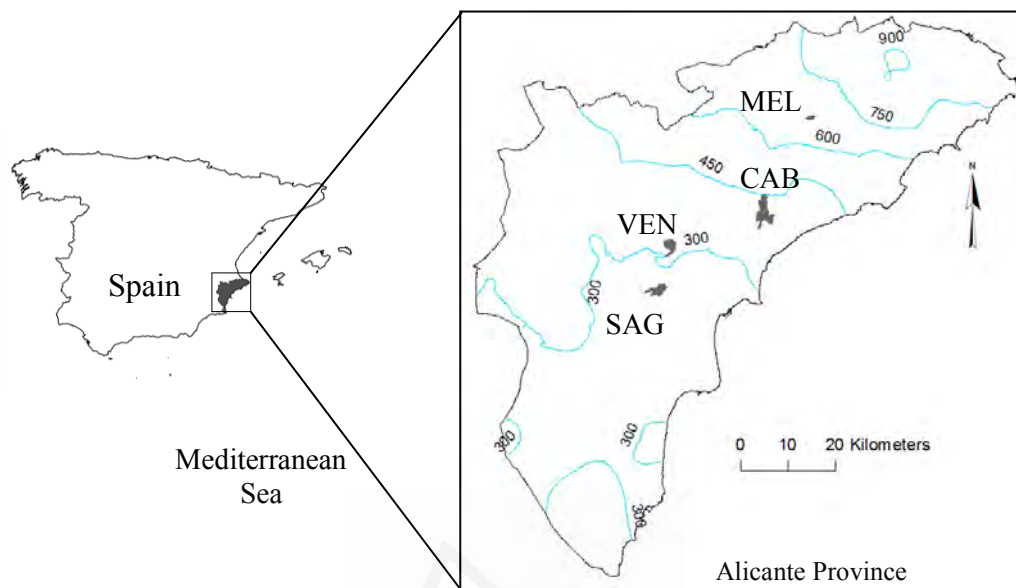 900
MEL
750
600
N
450
CAB
VEN
300
Spain
300
SAG
300
300
0 10 20 Kilometers
Mediterranean
Sea
300
Alicante Province